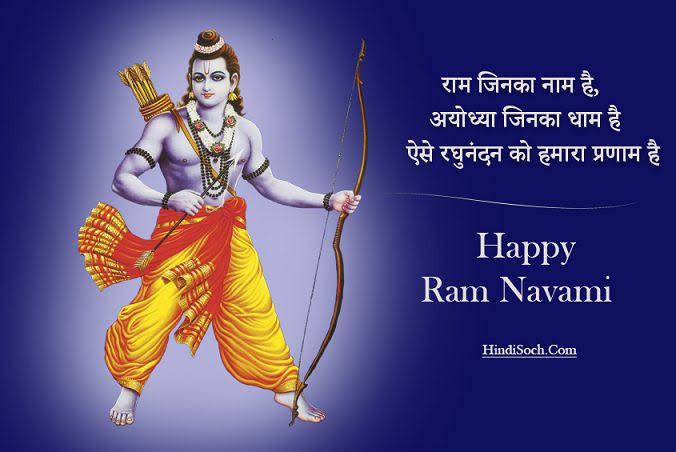 राम जिनका नाम है,
अयोध्या जिनका धाम है
ऐसे रघुनंदन को हमारा प्रणाम है
Happy
Ram Navami
HindiSoch.Com